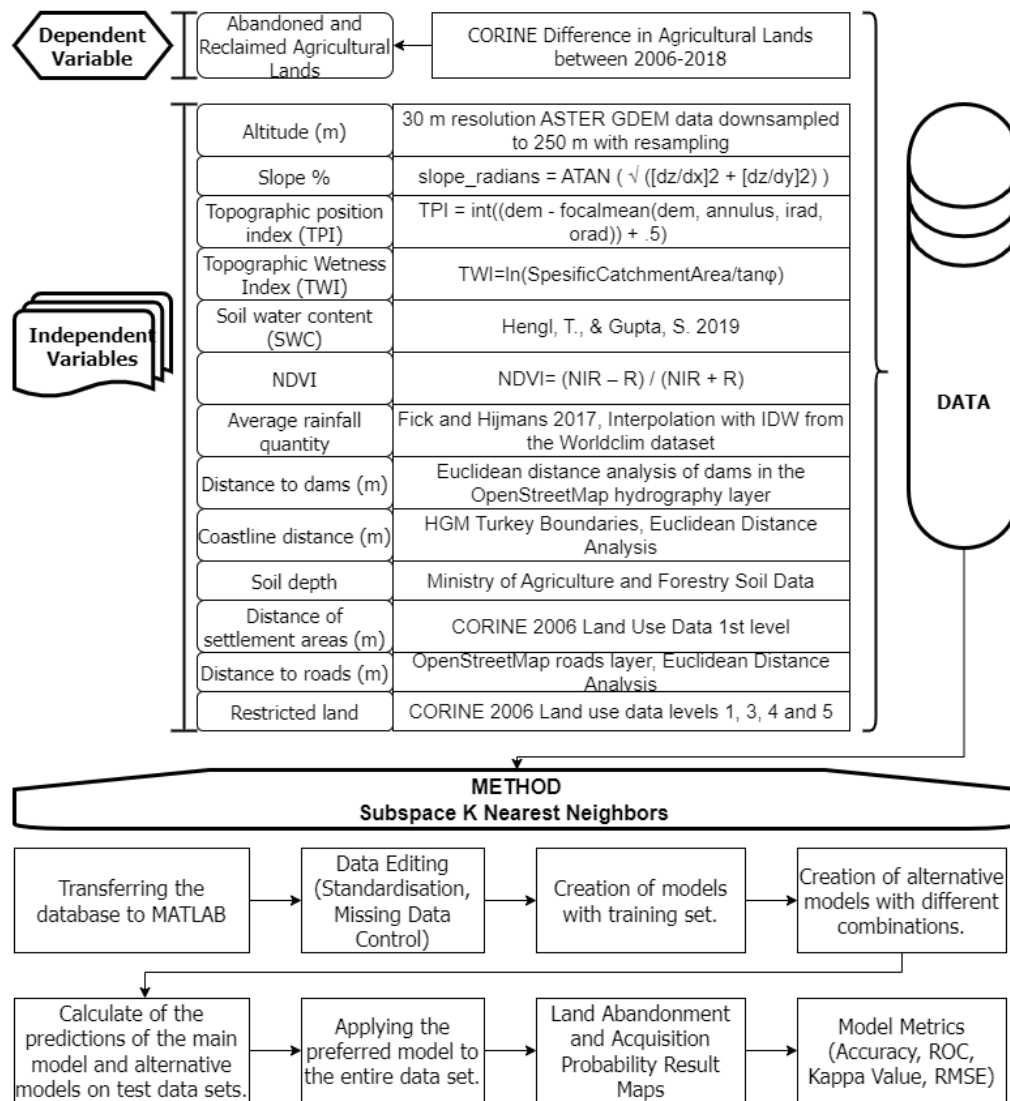 Dependent
Variable
Abandoned and
Reclaimed Agricultural
Lands
CORINE Difference in Agricultural Lands
between 2006-2018
Independent
Variables
Altitude (m)
30 m resolution ASTER GDEM data downsampled
to 250 m with resampling
Slope %
slope_radians = ATAN ( √ ([dz/dx]2 + [dz/dy]2) )
Topographic position
index (TPI)
TPI = int((dem - focalmean(dem, annulus, irad,
orad)) + .5)
Topographic Wetness
Index (TWI)
TWI=ln(SpesificCatchmentArea/tanφ)
Soil water content
(SWC)
Hengl, T., & Gupta, S. 2019
NDVI
NDVI= (NIR – R) / (NIR + R)
Average rainfall
quantity
Fick and Hijmans 2017, Interpolation with IDW from
the Worldclim dataset
Distance to dams (m)
Euclidean distance analysis of dams in the
OpenStreetMap hydrography layer
Coastline distance (m)
HGM Turkey Boundaries, Euclidean Distance
Analysis
Soil depth
Ministry of Agriculture and Forestry Soil Data
Distance of
settlement areas (m)
CORINE 2006 Land Use Data 1st level
Distance to roads (m)
OpenStreetMap roads layer, Euclidean Distance
Analysis
Restricted land
CORINE 2006 Land use data levels 1, 3, 4 and 5
DATA
METHOD
Subspace K Nearest Neighbors
Transferring the
database to MATLAB
Data Editing
(Standardisation,
Missing Data
Control)
Creation of models
with training set.
Creation of alternative
models with different
combinations.
Calculate of the
predictions of the main
model and alternative
models on test data sets.
Applying the
preferred model to
the entire data set.
Land Abandonment
and Acquisition
Probability Result
Maps
Model Metrics
(Accuracy, ROC,
Kappa Value, RMSE)